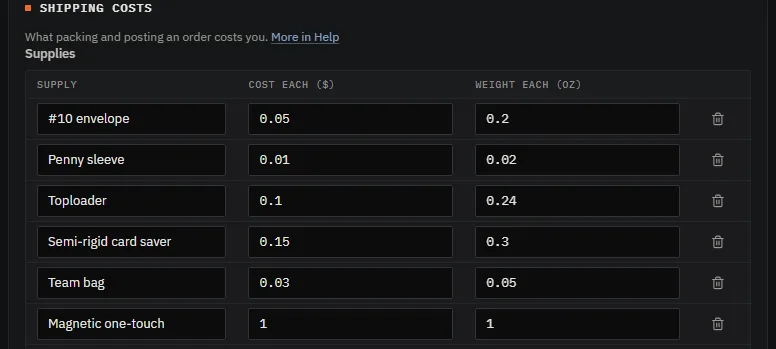 SHIPPING COSTS
What packing and posting an order costs you. More in Help
Supplies
SUPPLY COST EACH ($) WEIGHT EACH (OZ)
#10 envelope 0.05 0.2
Penny sleeve 0.01 0.02
Toploader 0.1 0.24
Semi-rigid card saver 0.15 0.3
Team bag 0.03 0.05
Magnetic one-touch 1 1